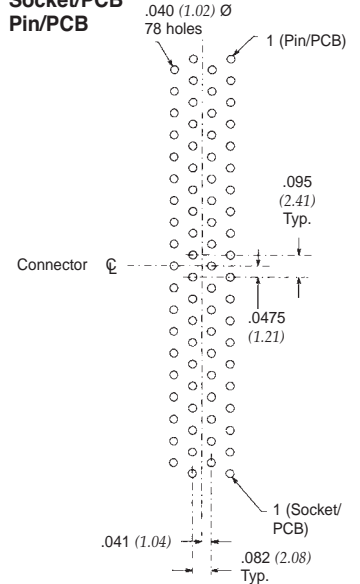 Socket/PCB
Pin/PCB
.040 (1.02) Ø
78 holes
1 (Pin/PCB)
.095
(2.41)
Typ.
Connector ℄
.0475
(1.21)
1 (Socket/
PCB)
.041 (1.04)
.082 (2.08)
Typ.